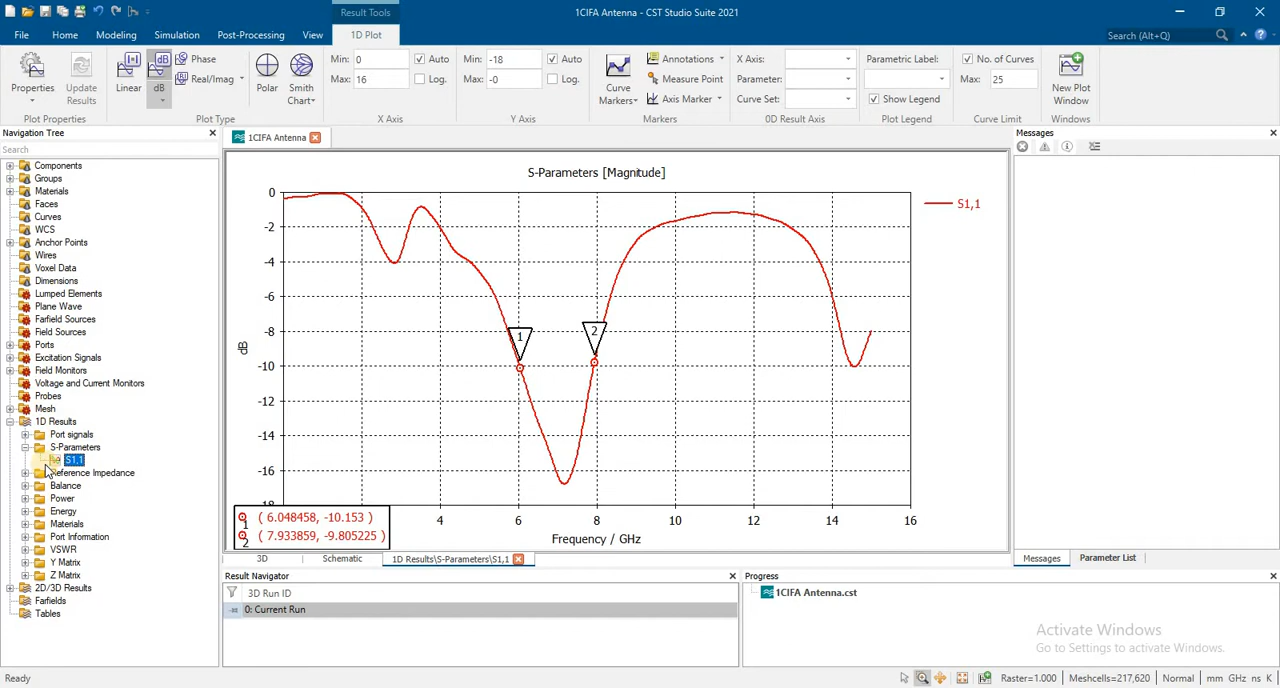 Result Tools
1CIFA Antenna - CST Studio Suite 2021
File Home Modeling Simulation Post-Processing View 1D Plot Search (Alt+Q)
Properties
Update Results
Plot Properties
Linear
dB
Phase
Real/Imag
Polar
Smith Chart
Plot Type
Min: 0 Auto
Max: 16 Log.
X Axis
Min: -18 Auto
Max: -0 Log.
Y Axis
Curve Markers
Annotations
Measure Point
Axis Marker
Markers
X Axis:
Parameter:
Curve Set:
0D Result Axis
Parametric Label:
Show Legend
Plot Legend
No. of Curves
Max: 25
Curve Limit
New Plot Window
Windows
Navigation Tree
Search
Components
Groups
Materials
Faces
Curves
WCS
Anchor Points
Wires
Voxel Data
Dimensions
Lumped Elements
Plane Wave
Farfield Sources
Field Sources
Ports
Excitation Signals
Field Monitors
Voltage and Current Monitors
Probes
Mesh
1D Results
Port signals
S-Parameters
S1,1
Reference Impedance
Balance
Power
Energy
Materials
Port Information
VSWR
Y Matrix
Z Matrix
2D/3D Results
Farfields
Tables
1CIFA Antenna
S-Parameters [Magnitude]
S1,1
0
-2
-4
-6
-8
-10
-12
-14
-16
-18
dB
1
2
4 6 8 10 12 14 16
Frequency / GHz
1 ( 6.048458, -10.153 )
2 ( 7.933859, -9.805225 )
3D Schematic 1D Results\S-Parameters\S1,1
Result Navigator
3D Run ID
0: Current Run
Messages
Messages Parameter List
Progress
1CIFA Antenna.cst
Activate Windows
Go to Settings to activate Windows.
Ready
Raster=1.000 Meshcells=217,620 Normal mm GHz ns K